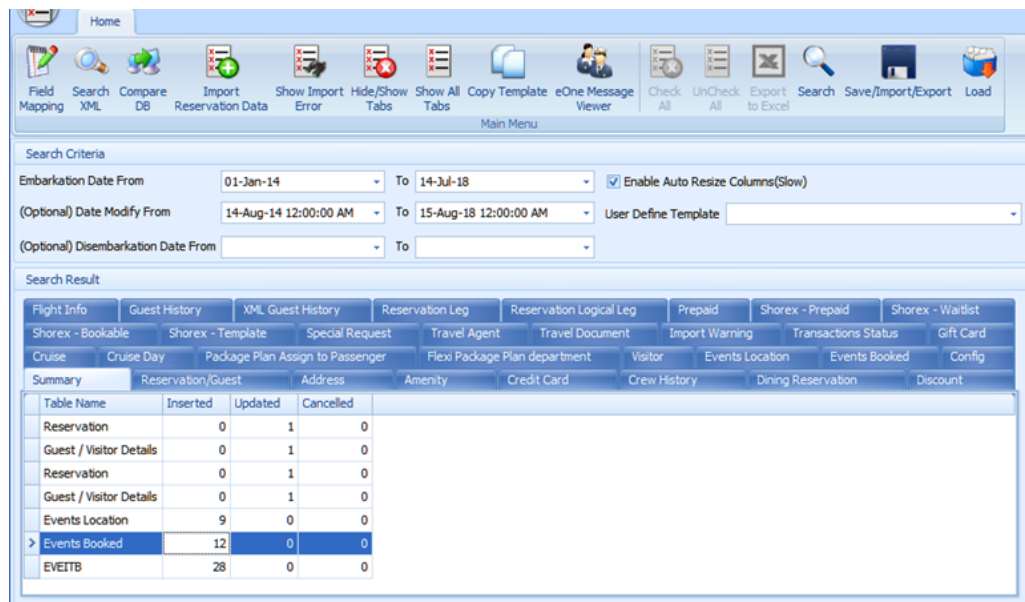 Home
Field Mapping
Search XML
Compare DB
Import Reservation Data
Show Import Error
Hide/Show Tabs
Show All Tabs
Copy Template
eOne Message Viewer
Check All
UnCheck All
Export to Excel
Search
Save/Import/Export
Load
Main Menu
Search Criteria
Embarkation Date From 01-Jan-14 To 14-Jul-18 Enable Auto Resize Columns(Slow)
(Optional) Date Modify From 14-Aug-14 12:00:00 AM To 15-Aug-18 12:00:00 AM User Define Template
(Optional) Disembarkation Date From To
Search Result
Flight Info Guest History XML Guest History Reservation Leg Reservation Logical Leg Prepaid Shorex - Prepaid Shorex - Waitlist
Shorex - Bookable Shorex - Template Special Request Travel Agent Travel Document Import Warning Transactions Status Gift Card
Cruise Cruise Day Package Plan Assign to Passenger Flexi Package Plan department Visitor Events Location Events Booked Config
Summary Reservation/Guest Address Amenity Credit Card Crew History Dining Reservation Discount
Table Name Inserted Updated Cancelled
Reservation 0 1 0
Guest / Visitor Details 0 1 0
Reservation 0 1 0
Guest / Visitor Details 0 1 0
Events Location 9 0 0
Events Booked 12 0 0
EVEITB 28 0 0